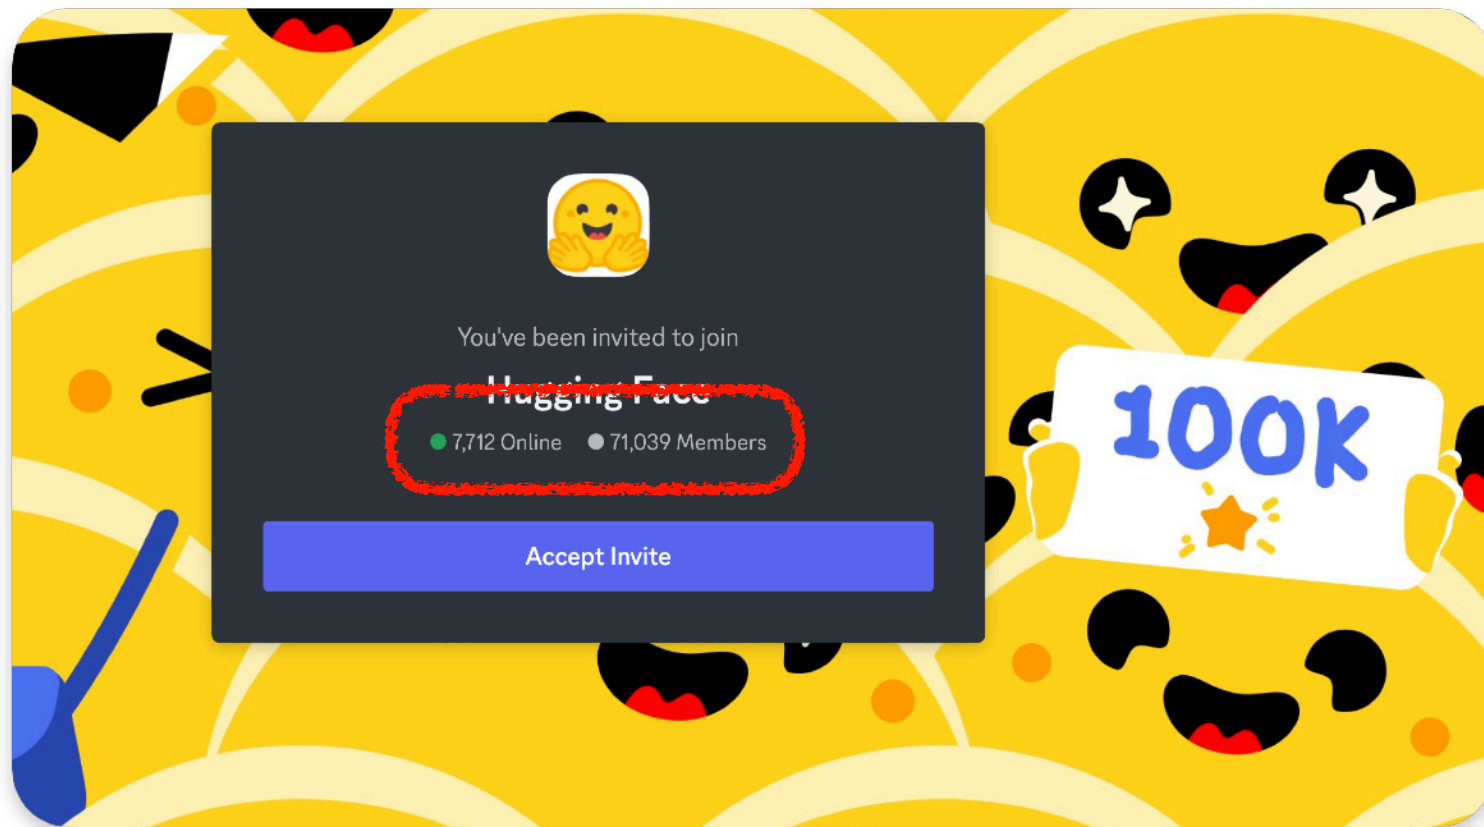 You've been invited to join
Hugging Face
7,712 Online 71,039 Members
Accept Invite
100K